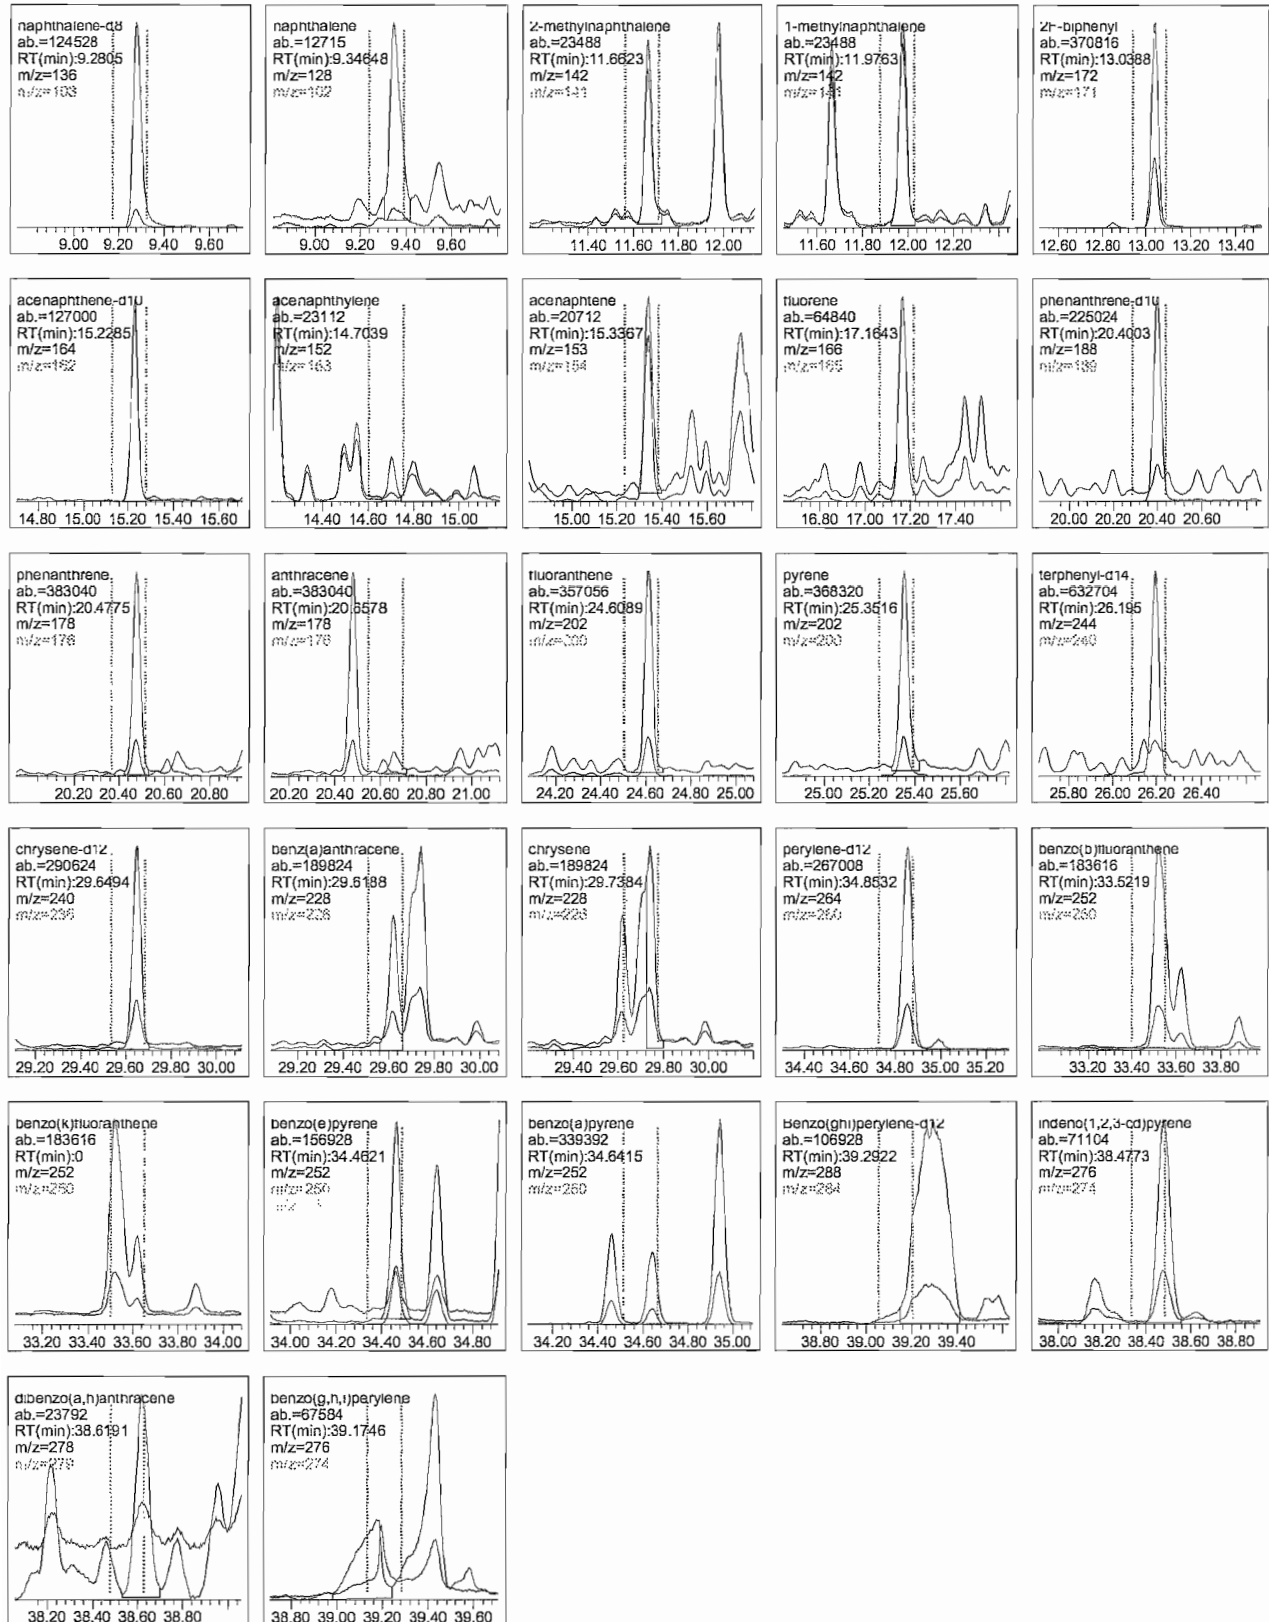 naphthalene-d8
ab.=124528
RT(min):9.2805
m/z=136
m/z=108
9.00 9.20 9.40 9.60
naphthalene
ab.=12715
RT(min):9.34648
m/z=128
m/z=102
9.00 9.20 9.40 9.60
2-methylnaphthalene
ab.=23488
RT(min):11.6623
m/z=142
m/z=141
11.40 11.60 11.80 12.00
1-methylnaphthalene
ab.=23488
RT(min):11.9763
m/z=142
m/z=141
11.60 11.80 12.00 12.20
2F-biphenyl
ab.=370816
RT(min):13.0388
m/z=172
m/z=171
12.60 12.80 13.00 13.20 13.40
acenaphthene-d10
ab.=127000
RT(min):15.2285
m/z=164
m/z=162
14.80 15.00 15.20 15.40 15.60
acenaphthylene
ab.=23112
RT(min):14.7039
m/z=152
m/z=153
14.40 14.60 14.80 15.00
acenaphtene
ab.=20712
RT(min):15.3367
m/z=153
m/z=154
15.00 15.20 15.40 15.60
fluorene
ab.=64840
RT(min):17.1643
m/z=166
m/z=165
16.80 17.00 17.20 17.40
phenanthrene-d10
ab.=225024
RT(min):20.4003
m/z=188
m/z=189
20.00 20.20 20.40 20.60
phenanthrene
ab.=383040
RT(min):20.4775
m/z=178
m/z=176
20.20 20.40 20.60 20.80
anthracene
ab.=383040
RT(min):20.6578
m/z=178
m/z=176
20.20 20.40 20.60 20.80 21.00
fluoranthene
ab.=357056
RT(min):24.6089
m/z=202
m/z=200
24.20 24.40 24.60 24.80 25.00
pyrene
ab.=368320
RT(min):25.3516
m/z=202
m/z=200
25.00 25.20 25.40 25.60
terphenyl-d14
ab.=632704
RT(min):26.195
m/z=244
m/z=240
25.80 26.00 26.20 26.40
chrysene-d12
ab.=290624
RT(min):29.6494
m/z=240
m/z=236
29.20 29.40 29.60 29.80 30.00
benz(a)anthracene
ab.=189824
RT(min):29.6188
m/z=228
m/z=226
29.20 29.40 29.60 29.80 30.00
chrysene
ab.=189824
RT(min):29.7384
m/z=228
m/z=226
29.40 29.60 29.80 30.00
perylene-d12
ab.=267008
RT(min):34.8532
m/z=264
m/z=260
34.40 34.60 34.80 35.00 35.20
benzo(b)fluoranthene
ab.=183616
RT(min):33.5219
m/z=252
m/z=250
33.20 33.40 33.60 33.80
benzo(k)fluoranthene
ab.=183616
RT(min):0
m/z=252
m/z=250
33.20 33.40 33.60 33.80 34.00
benzo(e)pyrene
ab.=156928
RT(min):34.4621
m/z=252
m/z=250
34.00 34.20 34.40 34.60 34.80
benzo(a)pyrene
ab.=339392
RT(min):34.6415
m/z=252
m/z=250
34.20 34.40 34.60 34.80 35.00
Benzo(ghi)perylene-d12
ab.=106928
RT(min):39.2922
m/z=288
m/z=284
38.80 39.00 39.20 39.40
indeno(1,2,3-cd)pyrene
ab.=71104
RT(min):38.4773
m/z=276
m/z=274
38.00 38.20 38.40 38.60 38.80
dibenzo(a,h)anthracene
ab.=23792
RT(min):38.6191
m/z=278
m/z=279
38.20 38.40 38.60 38.80
benzo(g,h,i)perylene
ab.=67584
RT(min):39.1746
m/z=276
m/z=274
38.80 39.00 39.20 39.40 39.60